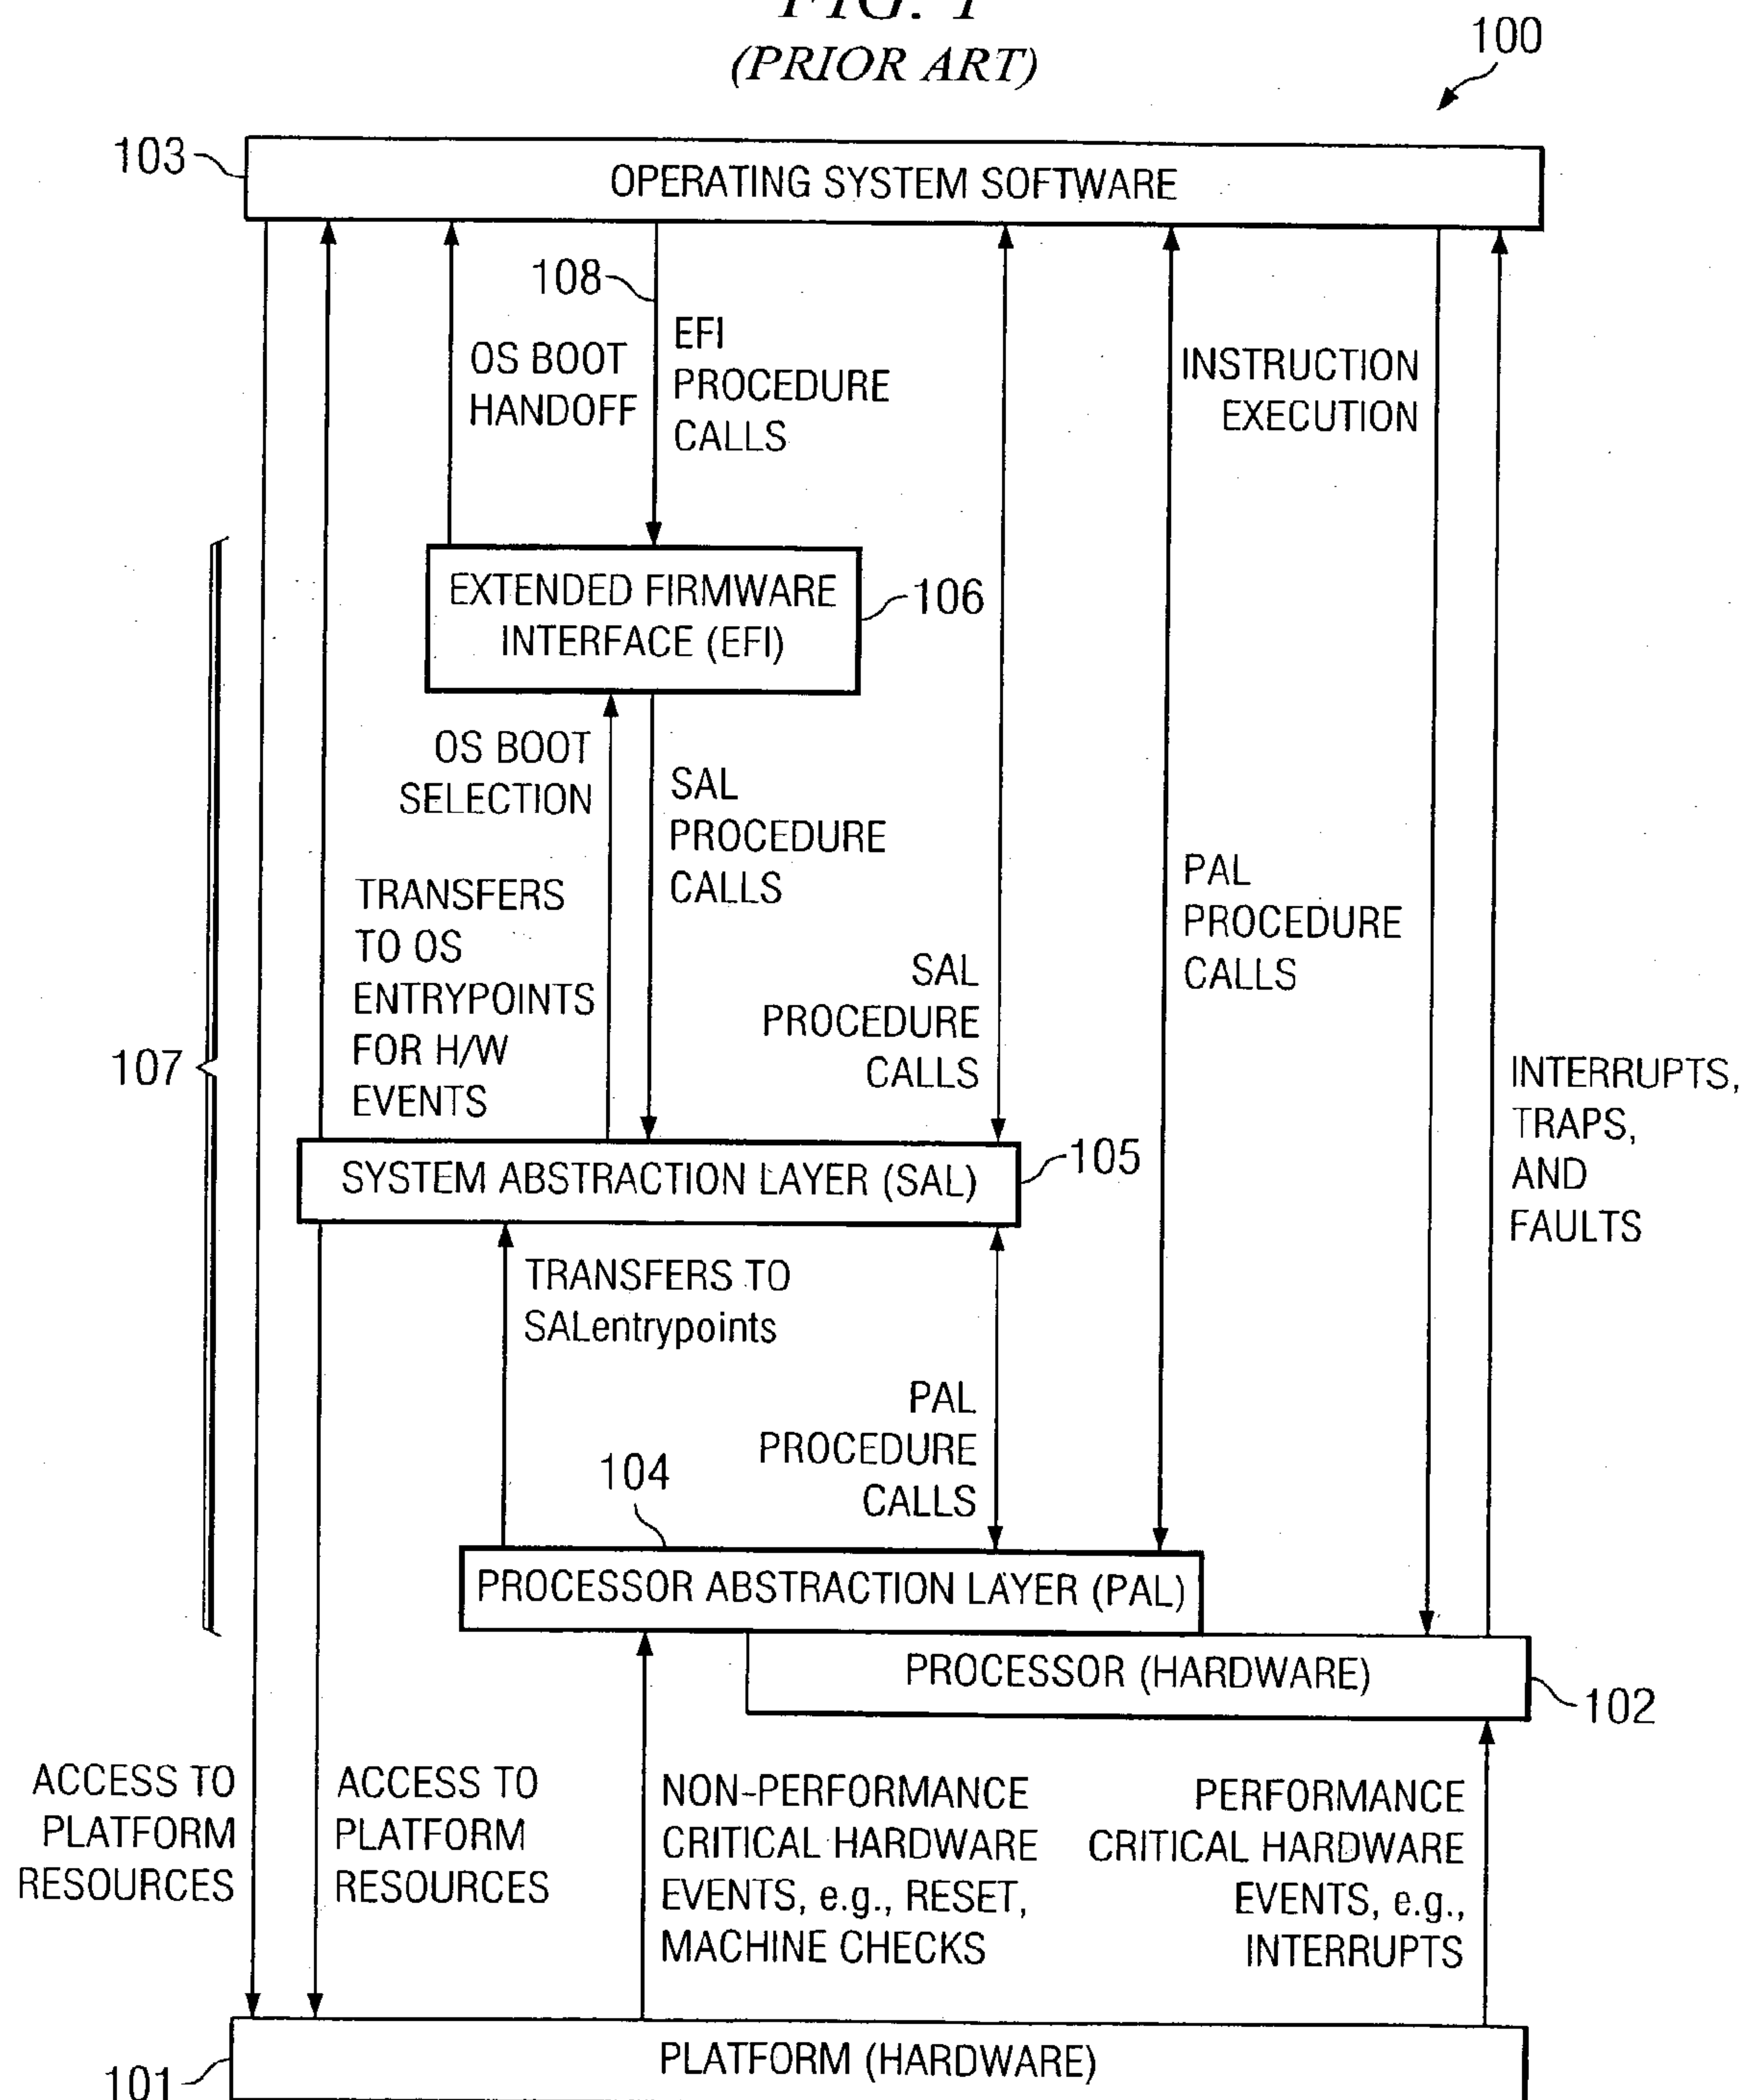 FIG. 1
(PRIOR ART)
100
103
OPERATING SYSTEM SOFTWARE
108
OS BOOT
HANDOFF
EFI
PROCEDURE
CALLS
INSTRUCTION
EXECUTION
EXTENDED FIRMWARE
INTERFACE (EFI)
106
OS BOOT
SELECTION
SAL
PROCEDURE
CALLS
TRANSFERS
TO OS
ENTRYPOINTS
FOR H/W
EVENTS
SAL
PROCEDURE
CALLS
PAL
PROCEDURE
CALLS
107
INTERRUPTS,
TRAPS,
AND
FAULTS
SYSTEM ABSTRACTION LAYER (SAL)
105
TRANSFERS TO
SALentrypoints
PAL
PROCEDURE
CALLS
104
PROCESSOR ABSTRACTION LAYER (PAL)
PROCESSOR (HARDWARE)
102
ACCESS TO
PLATFORM
RESOURCES
ACCESS TO
PLATFORM
RESOURCES
NON-PERFORMANCE
CRITICAL HARDWARE
EVENTS, e.g., RESET,
MACHINE CHECKS
PERFORMANCE
CRITICAL HARDWARE
EVENTS, e.g.,
INTERRUPTS
PLATFORM (HARDWARE)
101